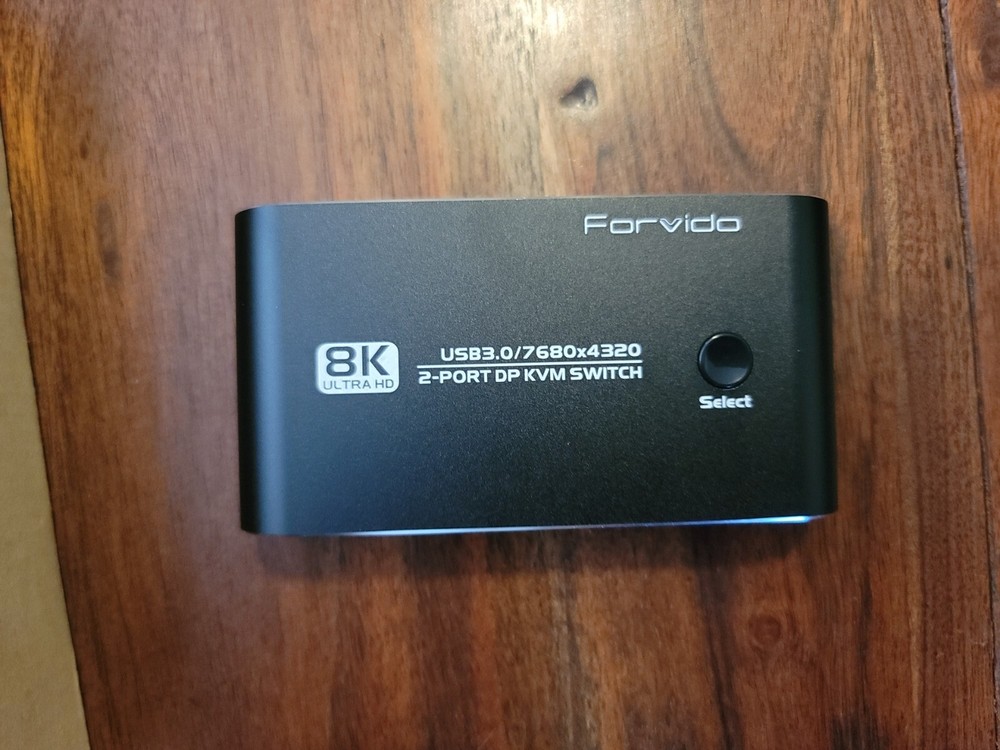 Forvido
8K
ULTRA HD
USB3.0/7680x4320
2-PORT DP KVM SWITCH
Select